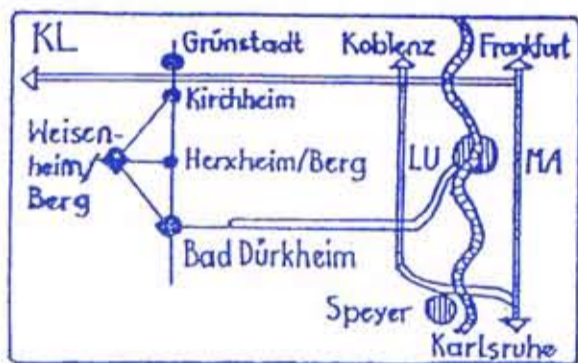 KL
Grünstadt
Koblenz
Frankfurt
Kirchheim
Weisen-
heim/
Berg
Herxheim/Berg
LU
MA
Bad Dürkheim
Speyer
Karlsruhe